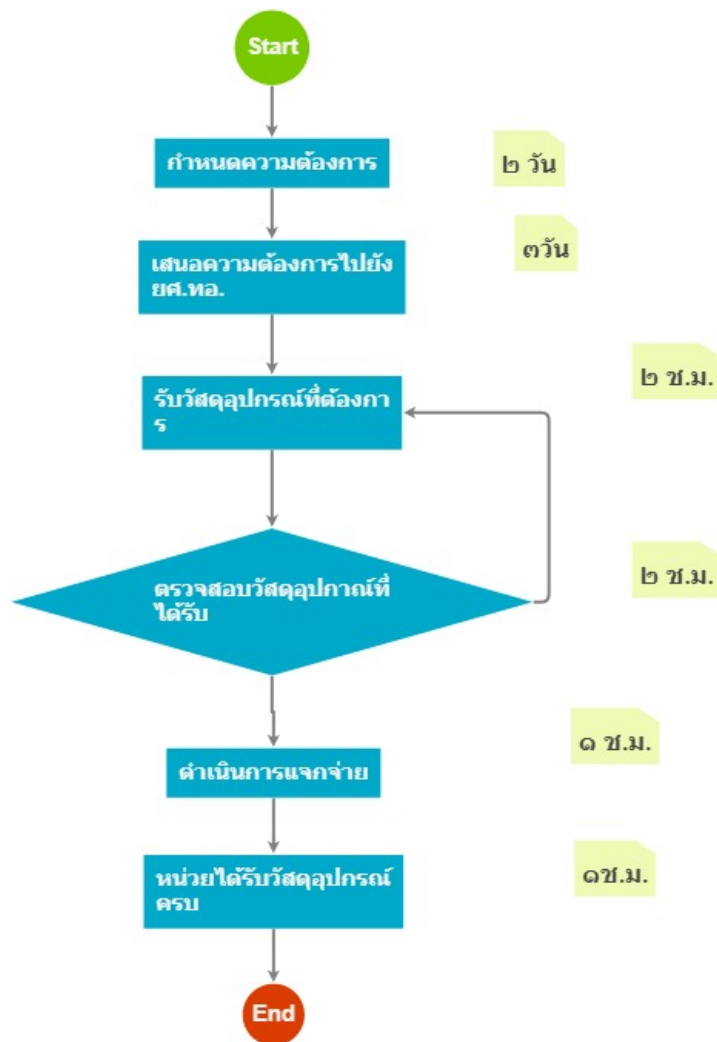 Start
กำหนดความต้องการ
๒ วัน
เสนอความต้องการไปยัง
ยศ.ทอ.
๓วัน
รับวัสดุอุปกรณ์ที่ต้องกา
ร
๒ ช.ม.
ตรวจสอบวัสดุอุปกาณ์ที่
ได้รับ
๒ ช.ม.
ดำเนินการแจกจ่าย
๑ ช.ม.
หน่วยได้รับวัสดุอุปกรณ์
ครบ
๑ช.ม.
End